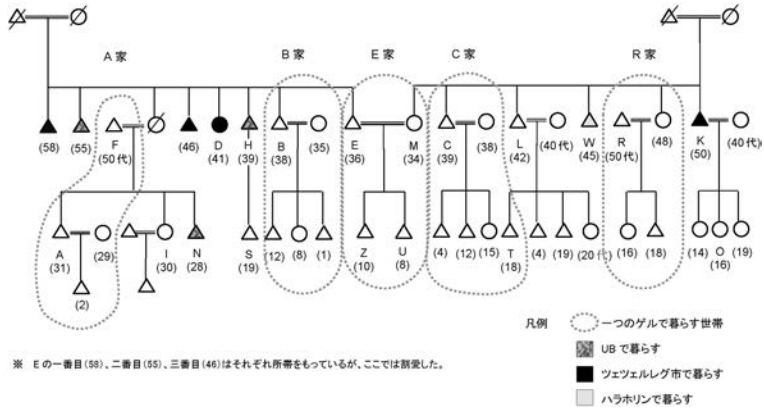 A 家 B 家 E 家 C 家 R 家
(58) (55) F (50代) (46) D (41) H (39) B (38) (35) E (36) M (34) C (39) (38) L (42) (40代) W (45) R (50代) (48) K (50) (40代)
A (31) (29) I (30) N (28) S (19) (12) (8) (1) Z (10) U (8) (4) (12) (15) T (18) (4) (19) (20代) (16) (18) (14) O (16) (19)
(2)
凡例 一つのゲルで暮らす世帯
UBで暮らす
ツェツェルレグ市で暮らす
ハラホリンで暮らす
※ Eの一番目(58)、二番目(55)、三番目(46)はそれぞれ所帯をもっているが、ここでは割愛した。